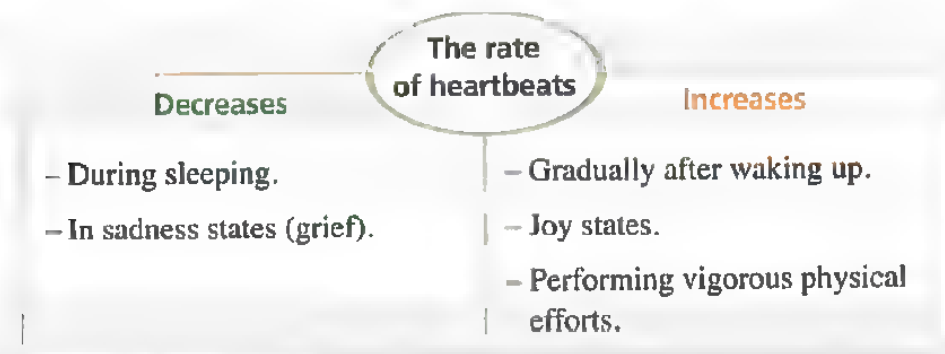 The rate
of heartbeats
Decreases
– During sleeping.
– In sadness states (grief).
Increases
– Gradually after waking up.
– Joy states.
– Performing vigorous physical
efforts.